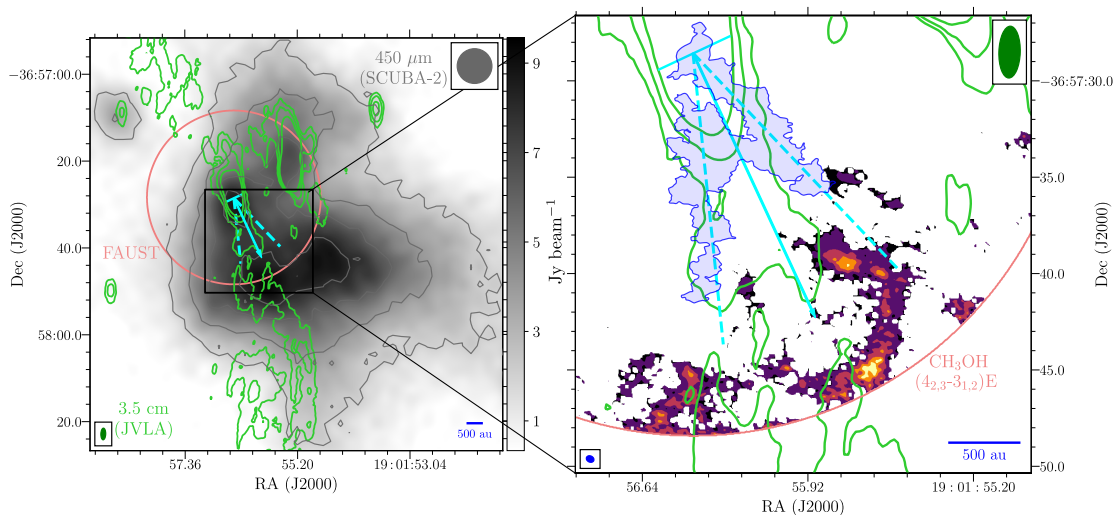 450 μm
(SCUBA-2)
FAUST
3.5 cm
(JVLA)
500 au
−36:57:00.0
20.0
40.0
58:00.0
20.0
Dec (J2000)
57.36
55.20
19:01:53.04
RA (J2000)
9
7
5
3
1
Jy beam⁻¹
CH₃OH
(4₂,₃-3₁,₂)E
500 au
−36:57:30.0
35.0
40.0
45.0
50.0
Dec (J2000)
56.64
55.92
19 : 01 : 55.20
RA (J2000)